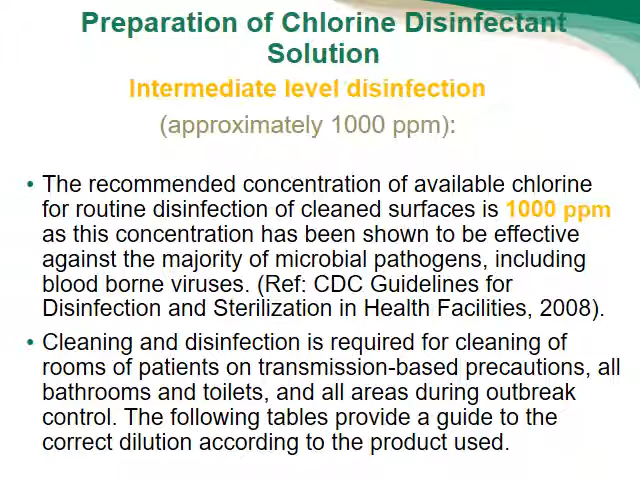 Preparation of Chlorine Disinfectant
Solution
Intermediate level disinfection
(approximately 1000 ppm):
• The recommended concentration of available chlorine
for routine disinfection of cleaned surfaces is 1000 ppm
as this concentration has been shown to be effective
against the majority of microbial pathogens, including
blood borne viruses. (Ref: CDC Guidelines for
Disinfection and Sterilization in Health Facilities, 2008).
• Cleaning and disinfection is required for cleaning of
rooms of patients on transmission-based precautions, all
bathrooms and toilets, and all areas during outbreak
control. The following tables provide a guide to the
correct dilution according to the product used.